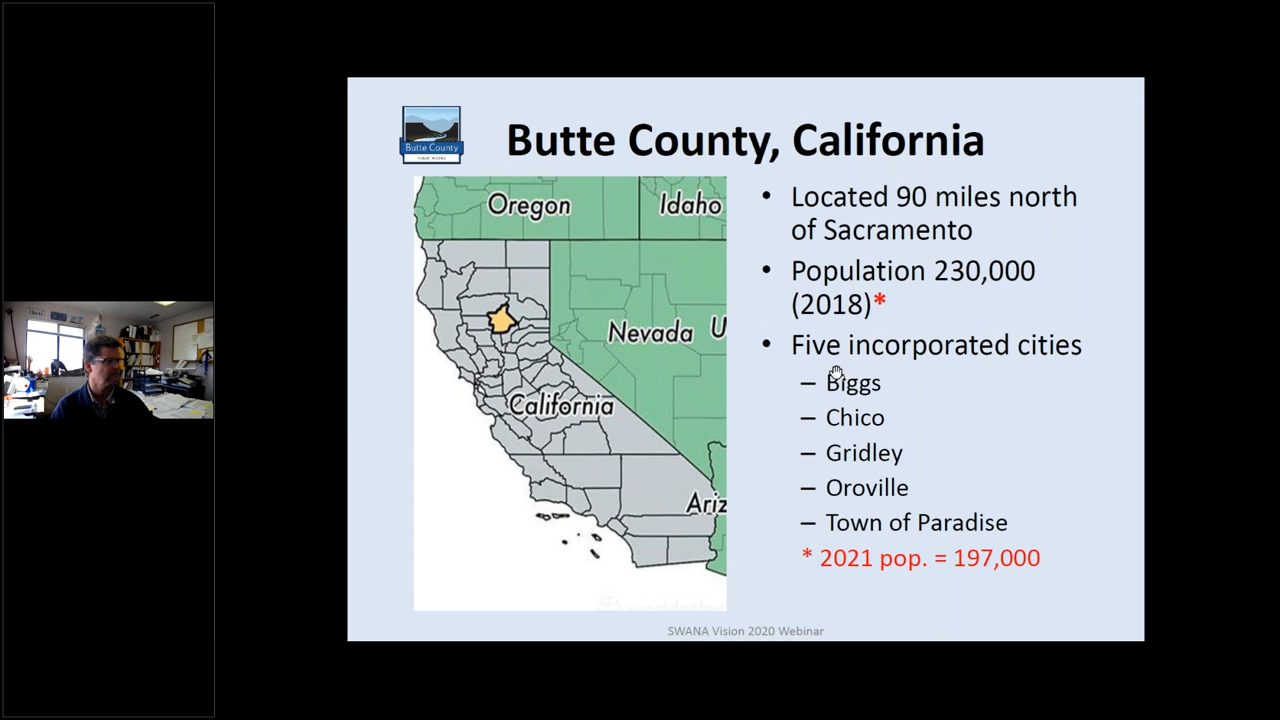 Butte County
PUBLIC WORKS
Butte County, California
Oregon
Idaho
Nevada
U
California
Ariz
• Located 90 miles north
of Sacramento
• Population 230,000
(2018)*
• Five incorporated cities
– Biggs
– Chico
– Gridley
– Oroville
– Town of Paradise
* 2021 pop. = 197,000
SWANA Vision 2020 Webinar